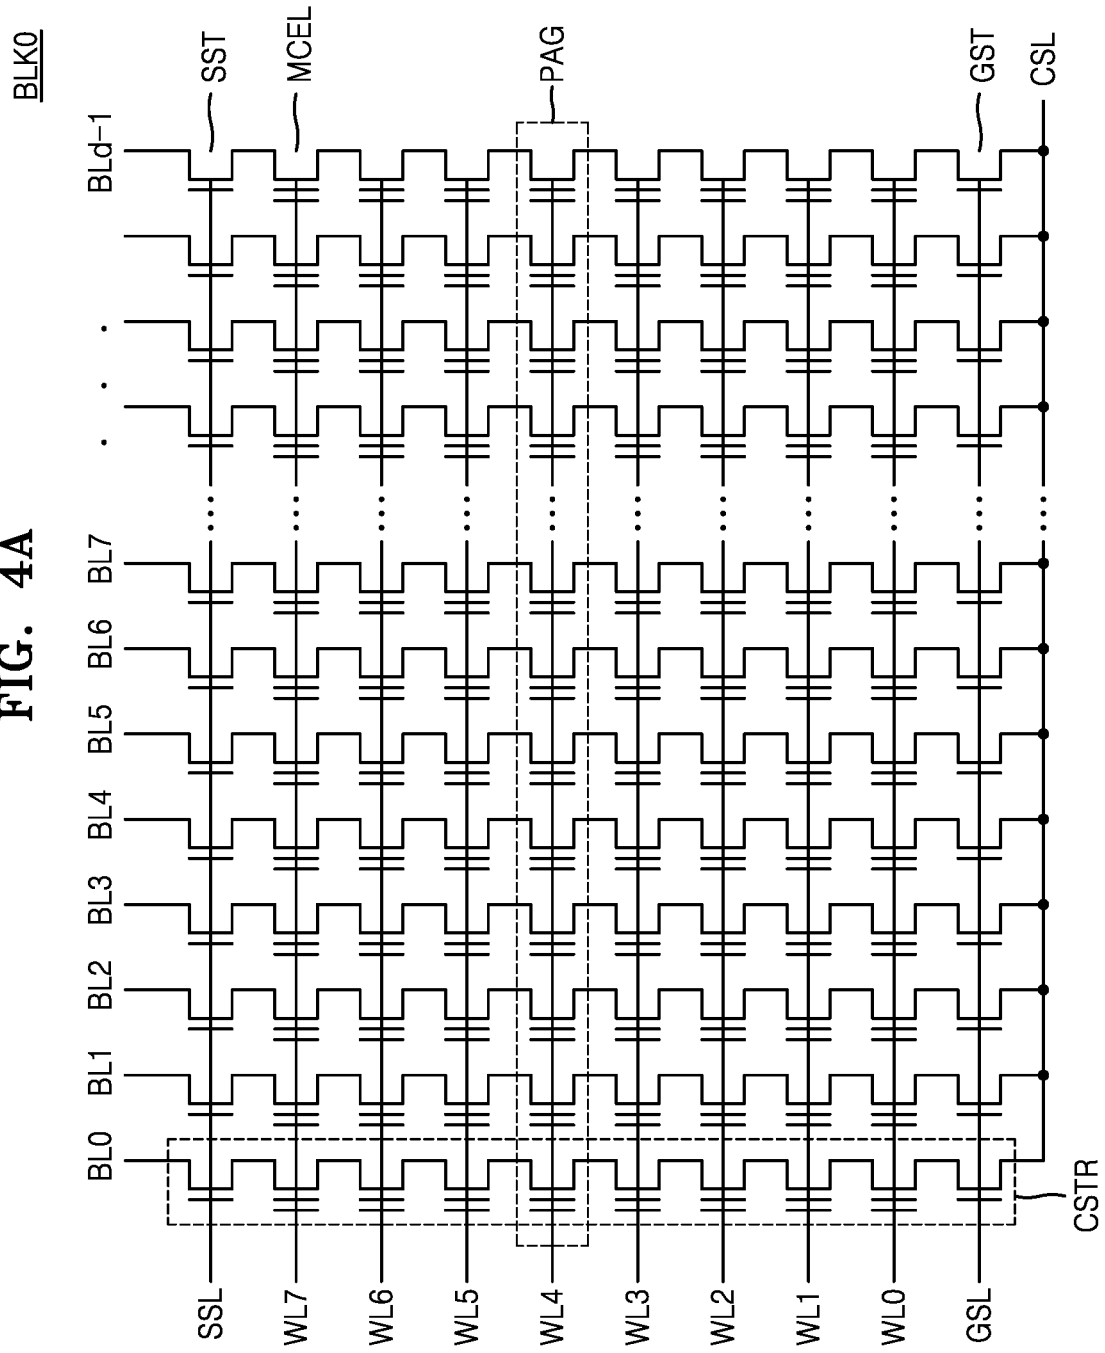 FIG. 4A
BLK0
BL0 BL1 BL2 BL3 BL4 BL5 BL6 BL7 . . . BLd-1
SSL
SST
WL7
MCEL
WL6
WL5
WL4
PAG
WL3
WL2
WL1
WL0
GSL
GST
CSL
CSTR